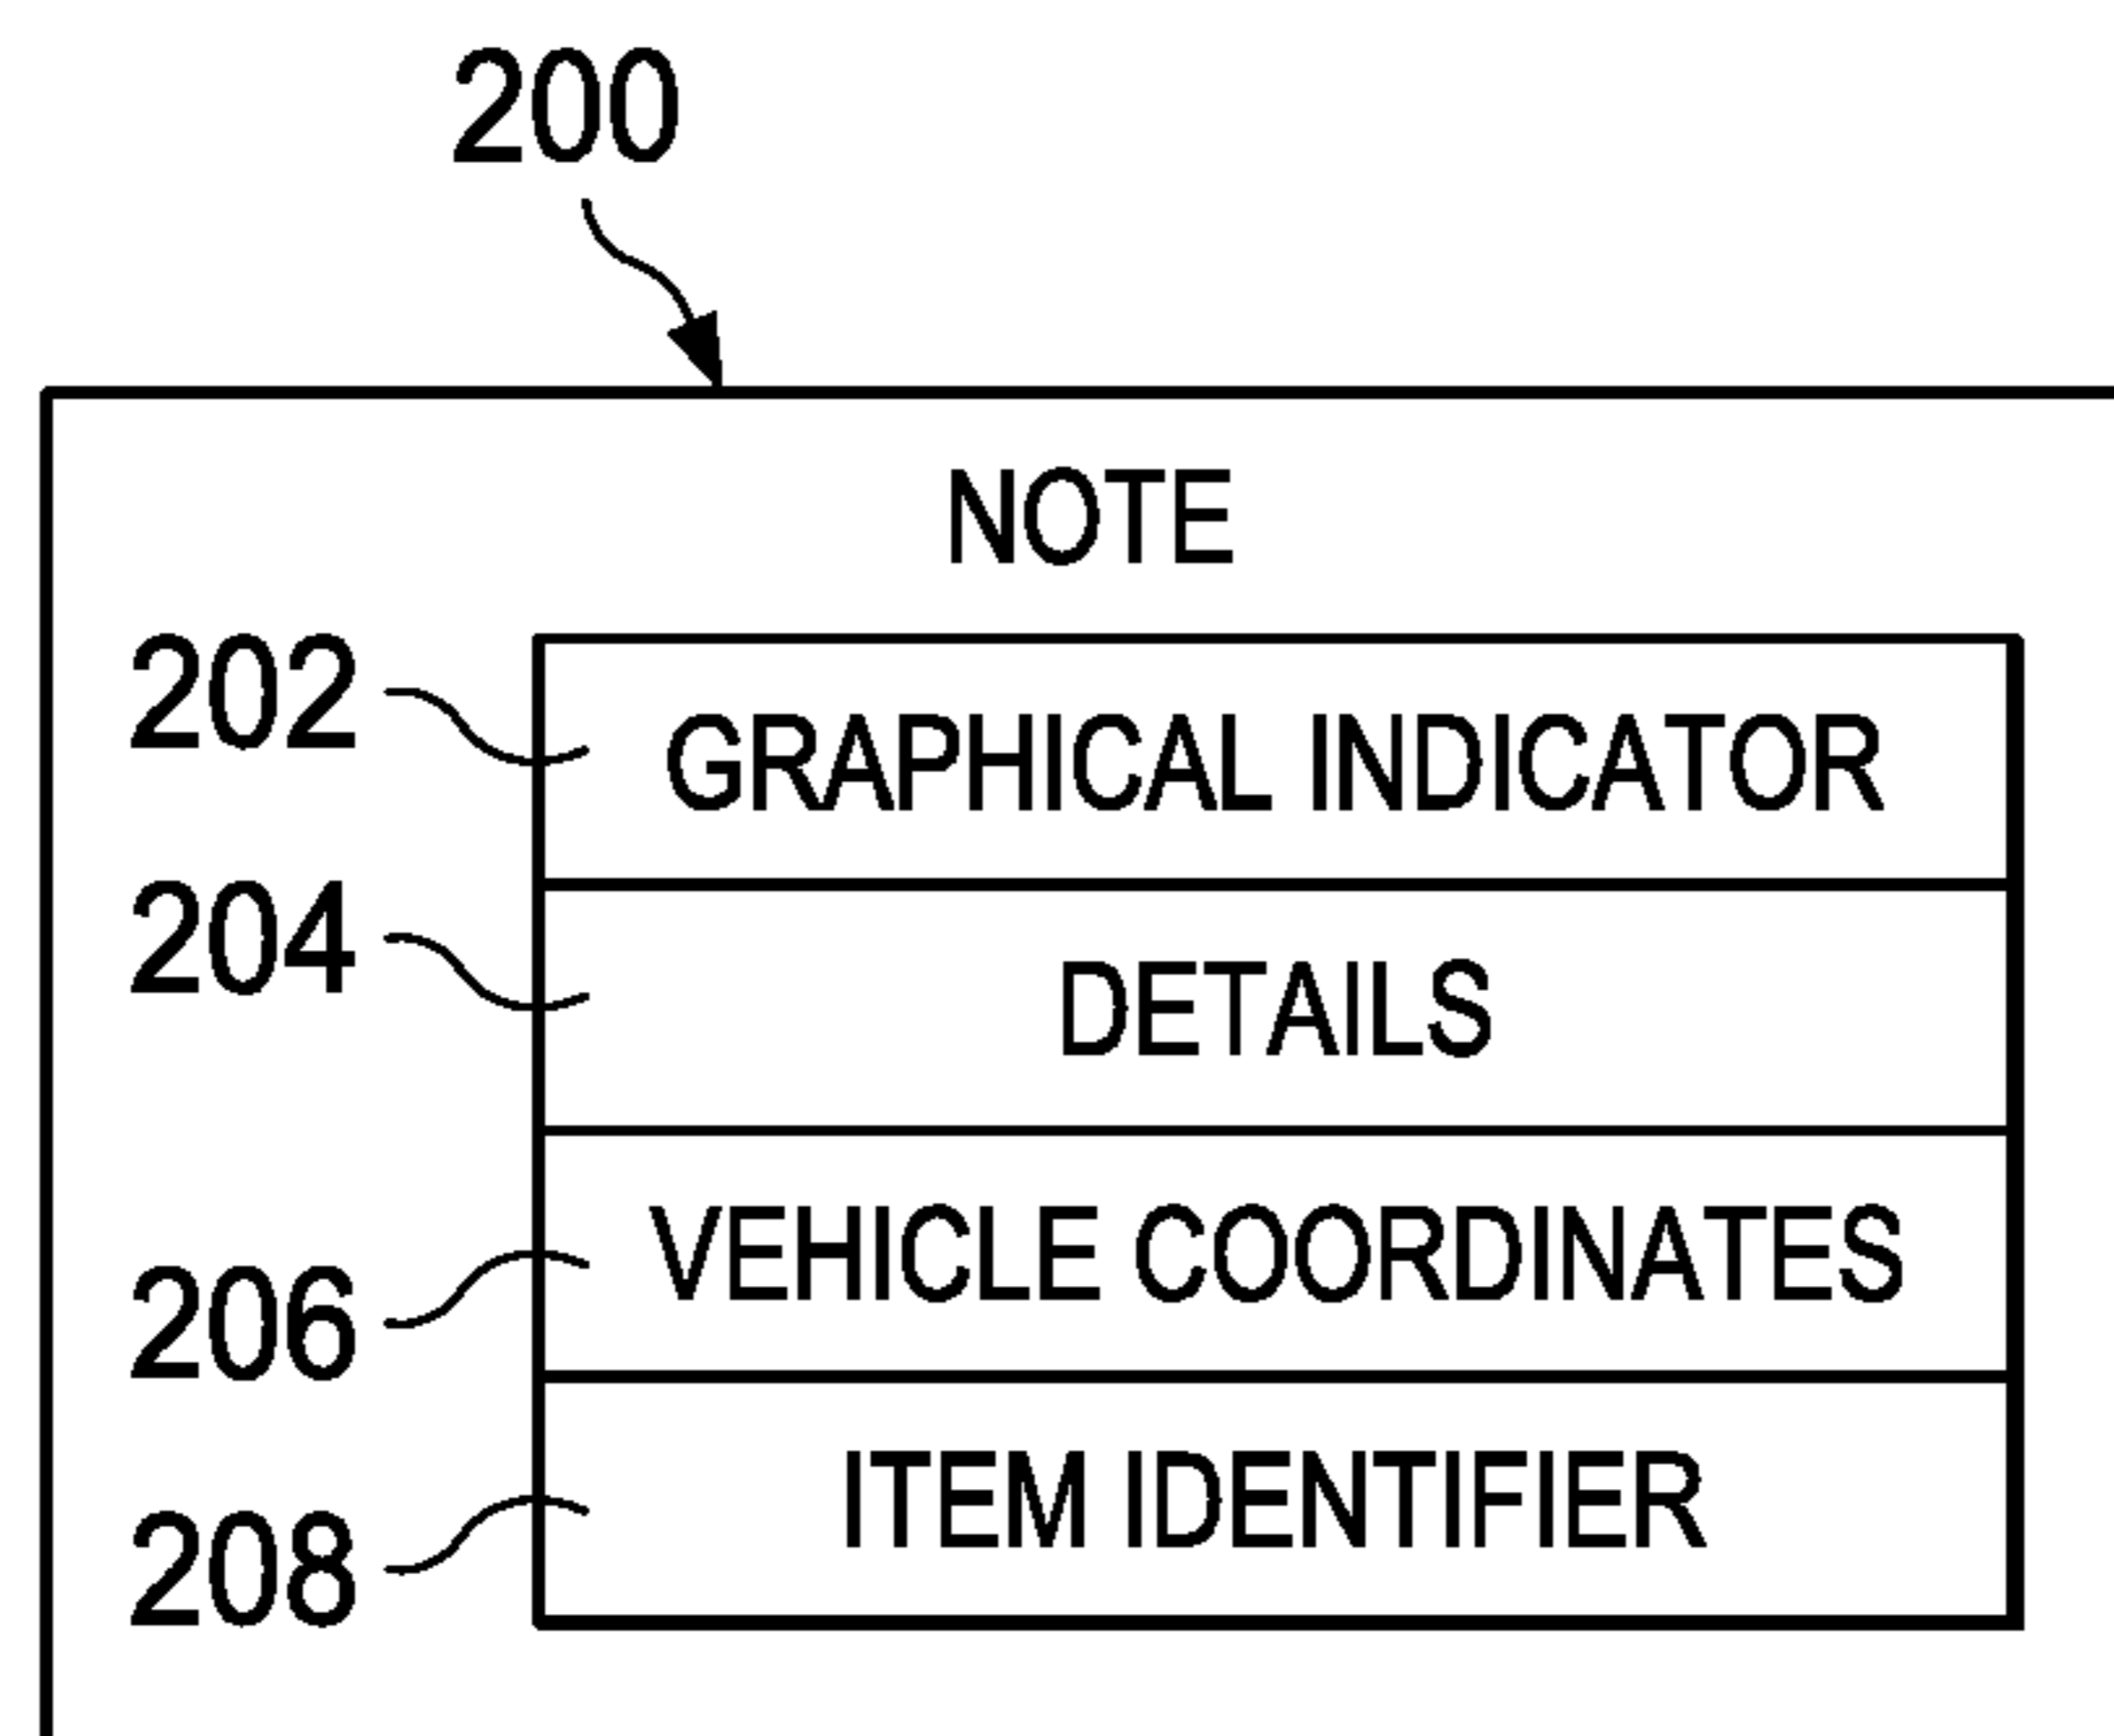 200
NOTE
202 GRAPHICAL INDICATOR
204 DETAILS
206 VEHICLE COORDINATES
208 ITEM IDENTIFIER